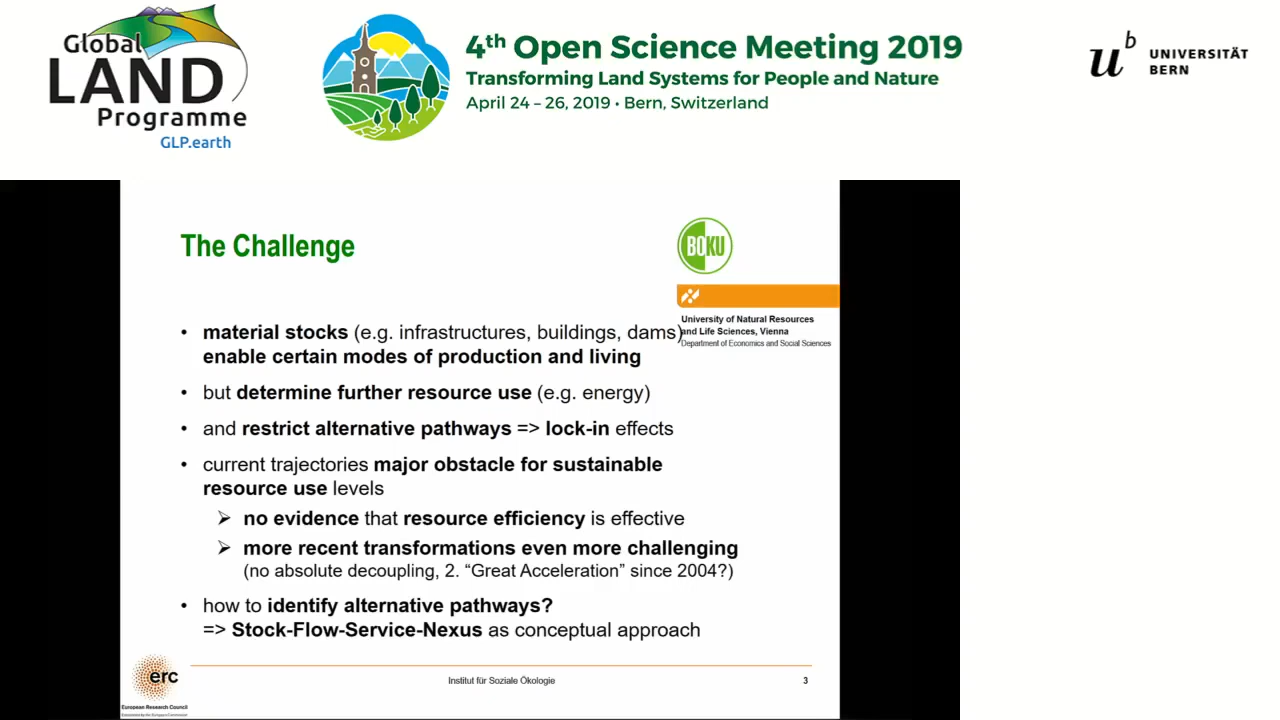 Global
LAND
Programme
GLP.earth
4th Open Science Meeting 2019
Transforming Land Systems for People and Nature
April 24 – 26, 2019 • Bern, Switzerland
u b
UNIVERSITÄT
BERN
The Challenge
BOKU
University of Natural Resources
and Life Sciences, Vienna
Department of Economics and Social Sciences
• material stocks (e.g. infrastructures, buildings, dams)
enable certain modes of production and living
• but determine further resource use (e.g. energy)
• and restrict alternative pathways => lock-in effects
• current trajectories major obstacle for sustainable
resource use levels
➢ no evidence that resource efficiency is effective
➢ more recent transformations even more challenging
(no absolute decoupling, 2. “Great Acceleration” since 2004?)
• how to identify alternative pathways?
=> Stock-Flow-Service-Nexus as conceptual approach
erc
European Research Council
Established by the European Commission
Institut für Soziale Ökologie
3